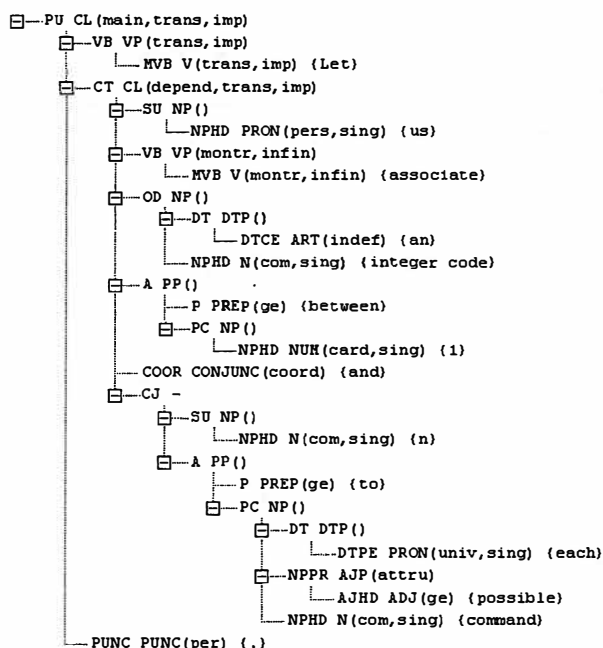 PU CL(main,trans,imp)
VB VP(trans,imp)
MVB V(trans,imp) {Let}
CT CL(depend,trans,imp)
SU NP()
NPHD PRON(pers,sing) {us}
VB VP(montr,infin)
MVB V(montr,infin) {associate}
OD NP()
DT DTP()
DTCE ART(indef) {an}
NPHD N(com,sing) {integer code}
A PP()
P PREP(ge) {between}
PC NP()
NPHD NUM(card,sing) {1}
COOR CONJUNC(coord) {and}
CJ -
SU NP()
NPHD N(com,sing) {n}
A PP()
P PREP(ge) {to}
PC NP()
DT DTP()
DTPE PRON(univ,sing) {each}
NPPR AJP(attru)
AJHD ADJ(ge) {possible}
NPHD N(com,sing) {command}
PUNC PUNC(per) {.}